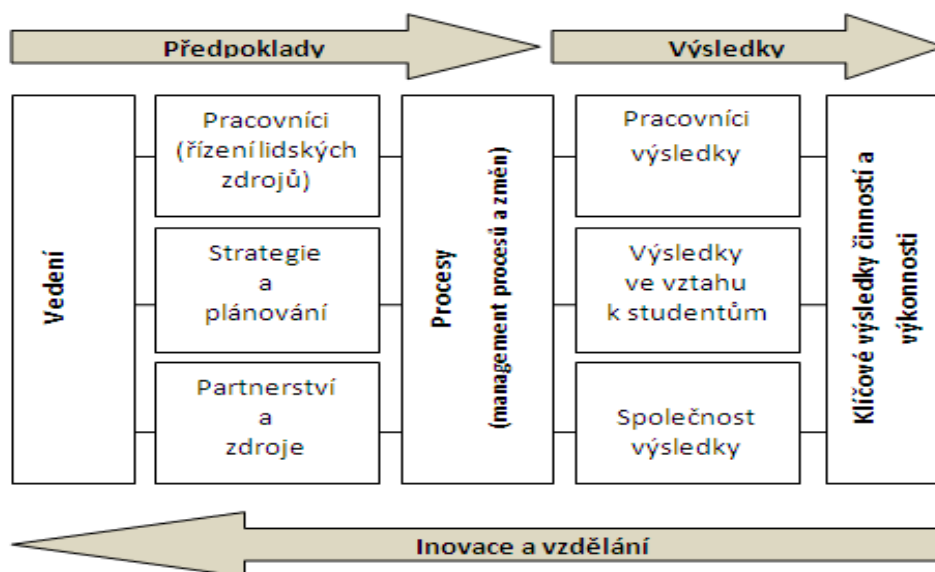 Předpoklady
Výsledky
Vedení
Pracovníci
(řízení lidských
zdrojů)
Strategie
a
plánování
Partnerství
a
zdroje
Procesy
(management procesů a změn)
Pracovníci
výsledky
Výsledky
ve vztahu
k studentům
Společnost
výsledky
Klíčové výsledky činností a
výkonnosti
Inovace a vzdělání